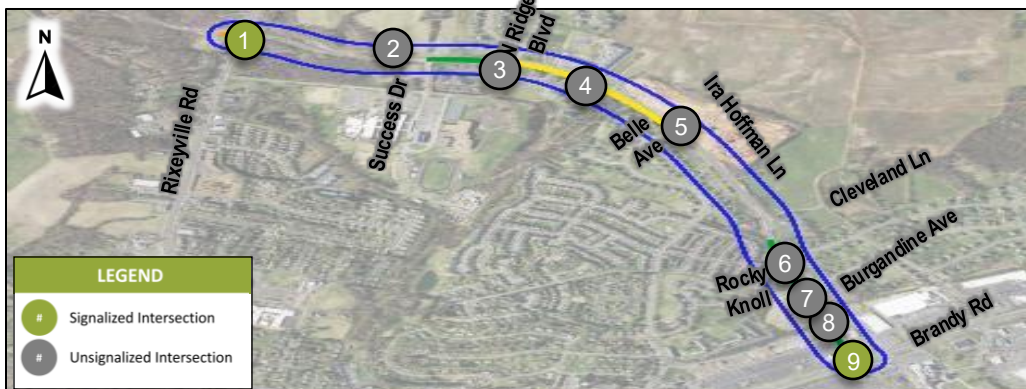 N
1
2
3
4
5
6
7
8
9
Rixeyville Rd
Success Dr
N Ridge
Blvd
Belle
Ave
Ira Hoffman Ln
Cleveland Ln
Burgandine Ave
Rocky
Knoll
Brandy Rd
LEGEND
# Signalized Intersection
# Unsignalized Intersection